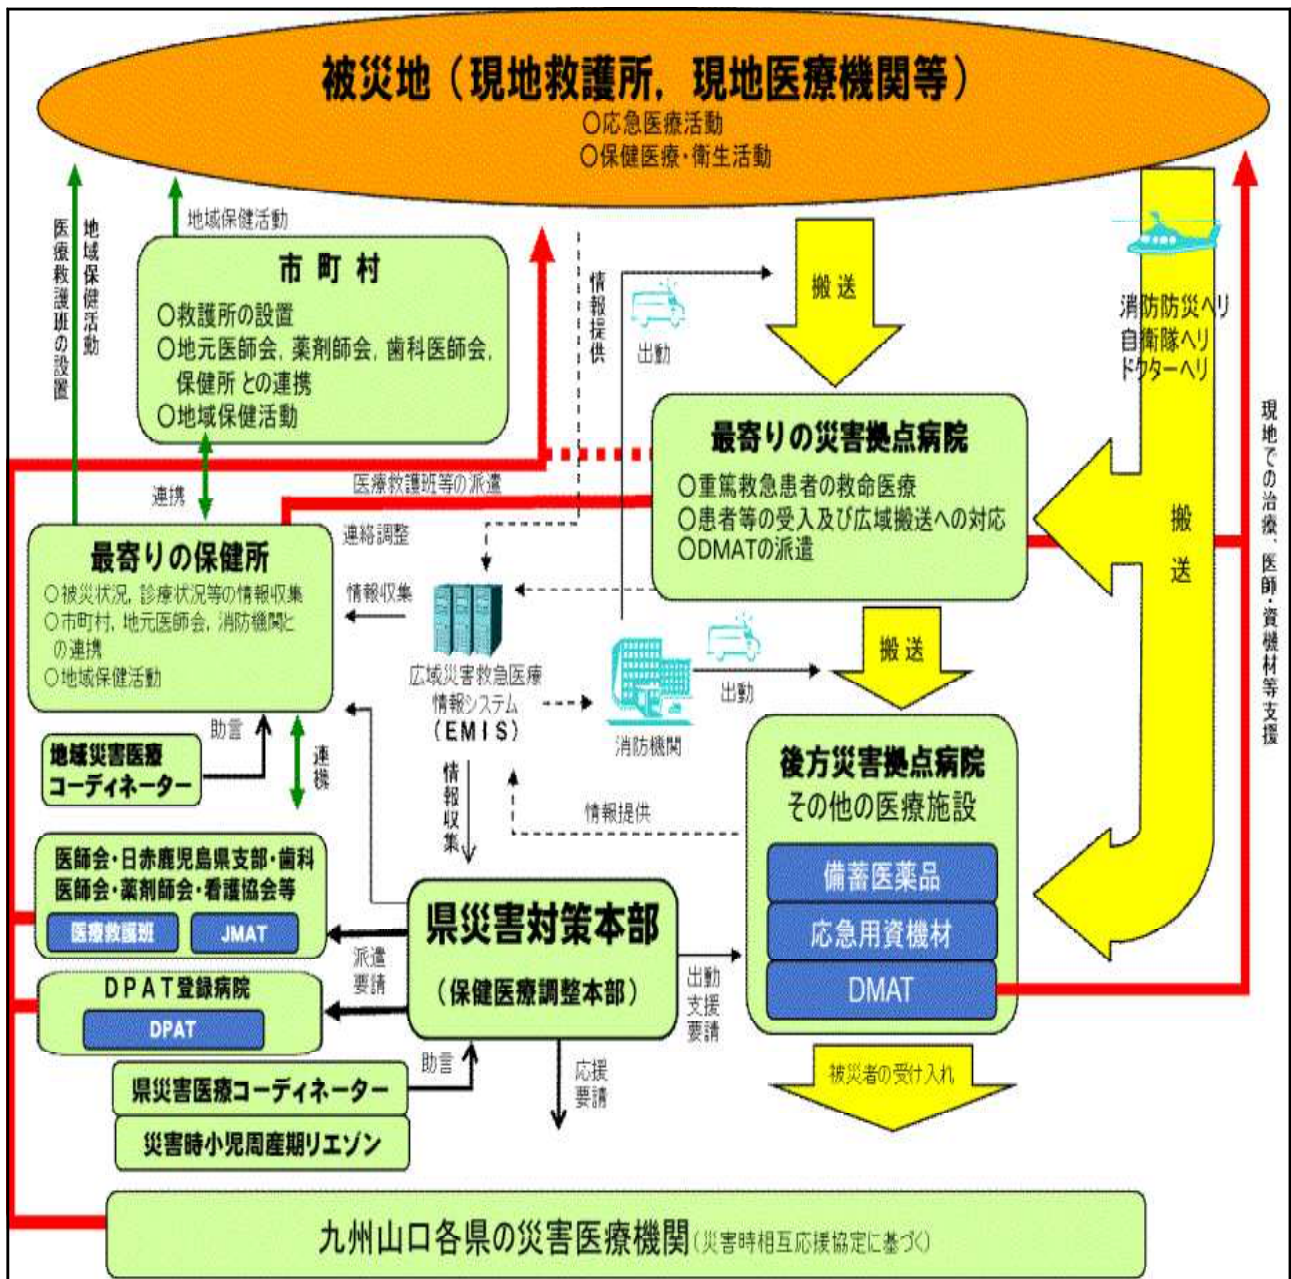 被災地（現地救護所，現地医療機関等）
○応急医療活動
○保健医療・衛生活動
地域保健活動
医療救護班の設置
地域保健活動
市町村
○救護所の設置
○地元医師会，薬剤師会，歯科医師会，
保健所との連携
○地域保健活動
情報提供
出動
搬送
消防防災ヘリ
自衛隊ヘリ
ドクターヘリ
現地での治療、医師・資機材等支援
最寄りの災害拠点病院
○重篤救急患者の救命医療
○患者等の受入及び広域搬送への対応
○DMATの派遣
搬送
連携
医療救護班等の派遣
連絡調整
最寄りの保健所
○被災状況，診療状況等の情報収集
○市町村，地元医師会，消防機関と
の連携
○地域保健活動
情報収集
広域災害救急医療
情報システム
(EMIS)
消防機関
出動
搬送
助言
地域災害医療
コーディネーター
連携
情報収集
情報提供
後方災害拠点病院
その他の医療施設
備蓄医薬品
応急用資機材
DMAT
医師会・日赤鹿児島県支部・歯科
医師会・薬剤師会・看護協会等
医療救護班
JMAT
派遣
要請
県災害対策本部
（保健医療調整本部）
出動
支援
要請
DPAT登録病院
DPAT
助言
応援
要請
被災者の受け入れ
県災害医療コーディネーター
災害時小児周産期リエゾン
九州山口各県の災害医療機関(災害時相互応援協定に基づく)